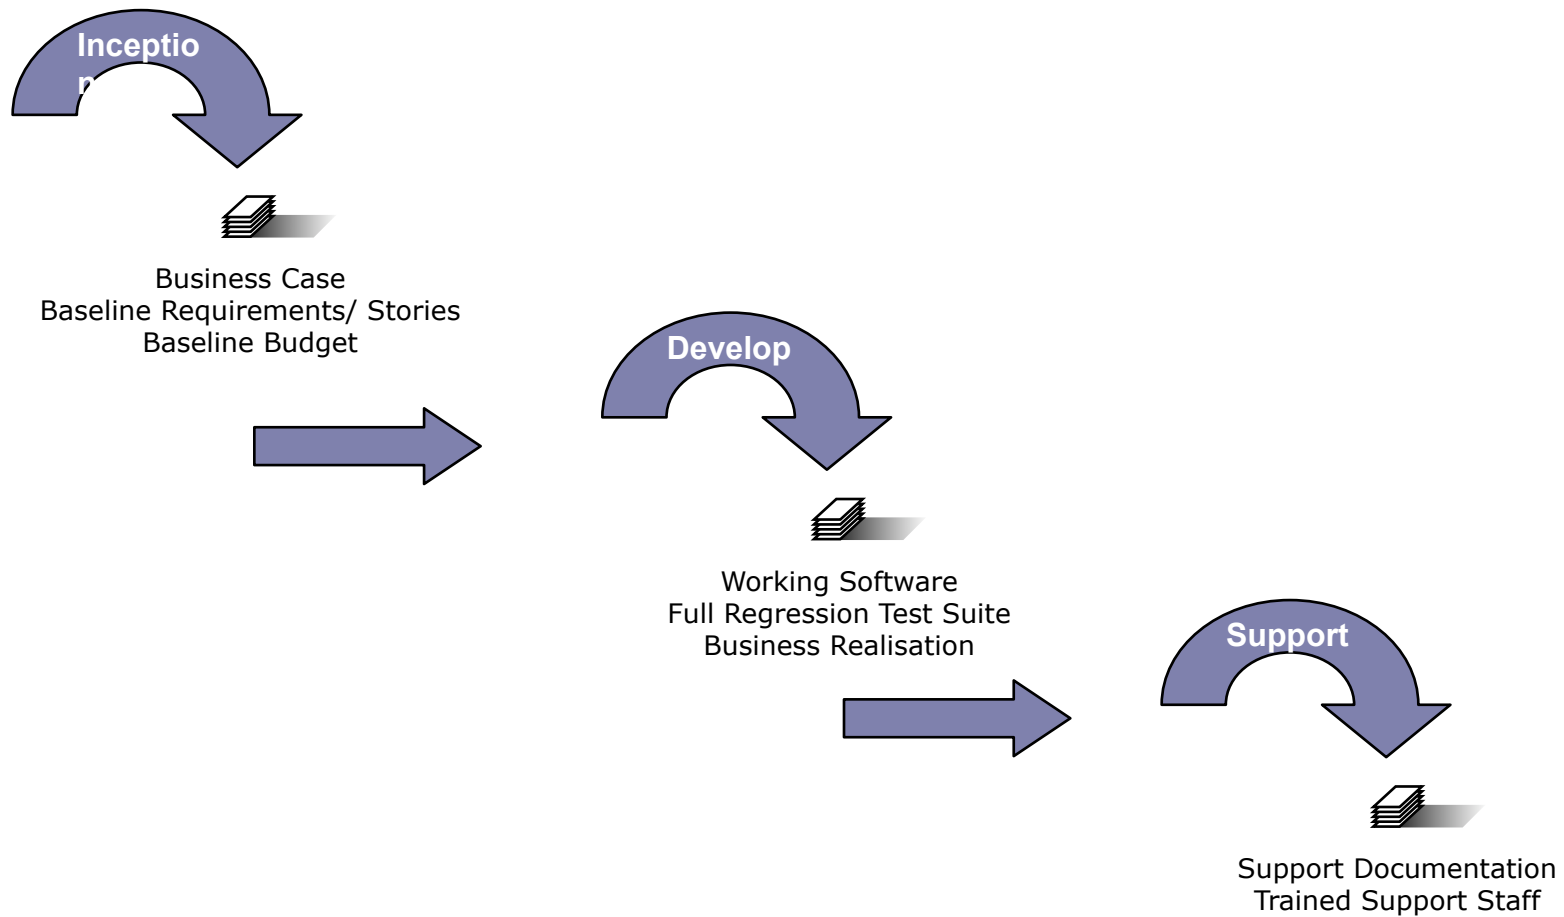 Inceptio
n
Business Case
Baseline Requirements/ Stories
Baseline Budget
Develop
Working Software
Full Regression Test Suite
Business Realisation
Support
Support Documentation
Trained Support Staff